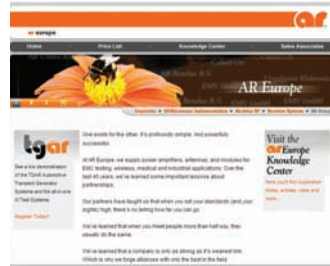 ar
ar europe
Home
Price List
Knowledge Center
Sales Associates
AR Europe
tgar
See a live demonstration
of the TGAR Automotive
Transient Generator
Systems and the all-in-one
Register Today!
One exists for the other. It's profoundly simple. And powerfully
successful.
At AR Europe, we supply power amplifiers, antennas, and modules for
EMC testing, wireless, medical and industrial applications. Over the
last 40 years, we've learned some important lessons about
partnerships.
Our partners have taught us that when you set your standards (and your
sights) high, there's no telling how far you can go.
We've learned that when you meet people more than half way, they
usually do the same.
We've learned that a company is only as strong as it's weakest link.
Which is why we forge alliances with only the best in the field.
Visit the
ar Europe
Knowledge
Center